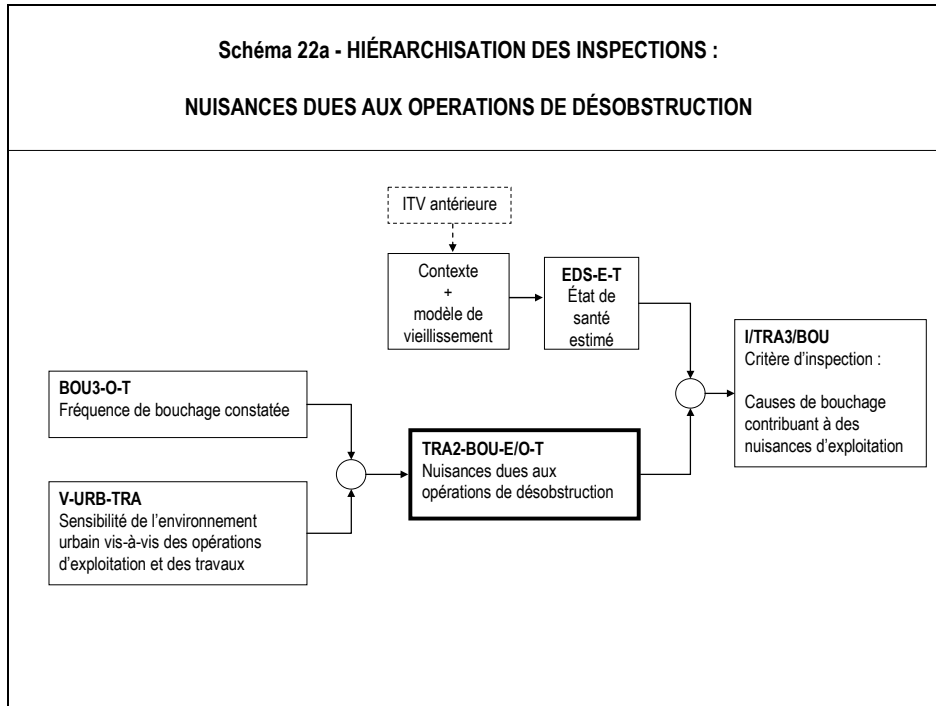 Schéma 22a - HIÉRARCHISATION DES INSPECTIONS :
NUISANCES DUES AUX OPERATIONS DE DÉSOBSTRUCTION
ITV antérieure
Contexte
+
modèle de
vieillissement
EDS-E-T
État de
santé
estimé
I/TRA3/BOU
Critère d’inspection :
Causes de bouchage
contribuant à des
nuisances d’exploitation
BOU3-O-T
Fréquence de bouchage constatée
TRA2-BOU-E/O-T
Nuisances dues aux
opérations de désobstruction
V-URB-TRA
Sensibilité de l’environnement
urbain vis-à-vis des opérations
d’exploitation et des travaux